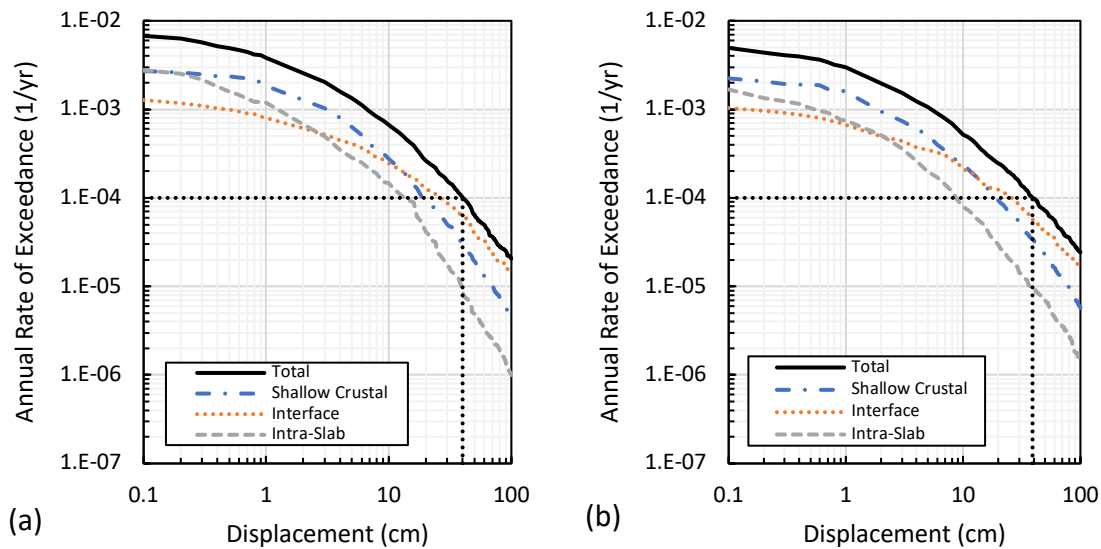 1.E-02
1.E-03
1.E-04
1.E-05
1.E-06
1.E-07
Annual Rate of Exceedance (1/yr)
Total
Shallow Crustal
Interface
Intra-Slab
0.1 1 10 100
Displacement (cm)
(a)
1.E-02
1.E-03
1.E-04
1.E-05
1.E-06
1.E-07
Annual Rate of Exceedance (1/yr)
Total
Shallow Crustal
Interface
Intra-Slab
0.1 1 10 100
Displacement (cm)
(b)